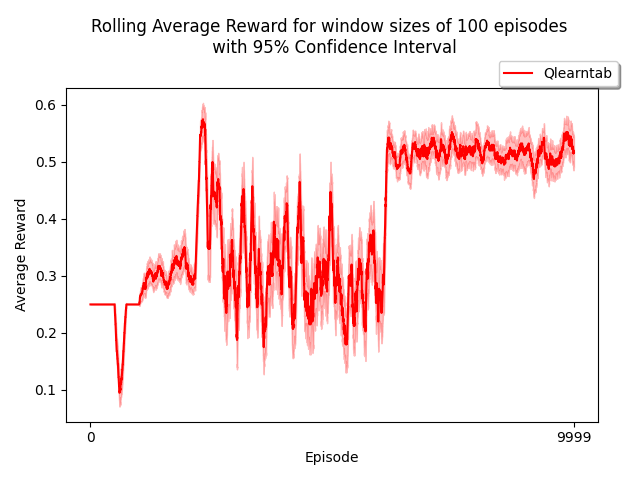 Rolling Average Reward for window sizes of 100 episodes
with 95% Confidence Interval
Qlearntab
0.6
0.5
0.4
0.3
0.2
0.1
Average Reward
0
9999
Episode